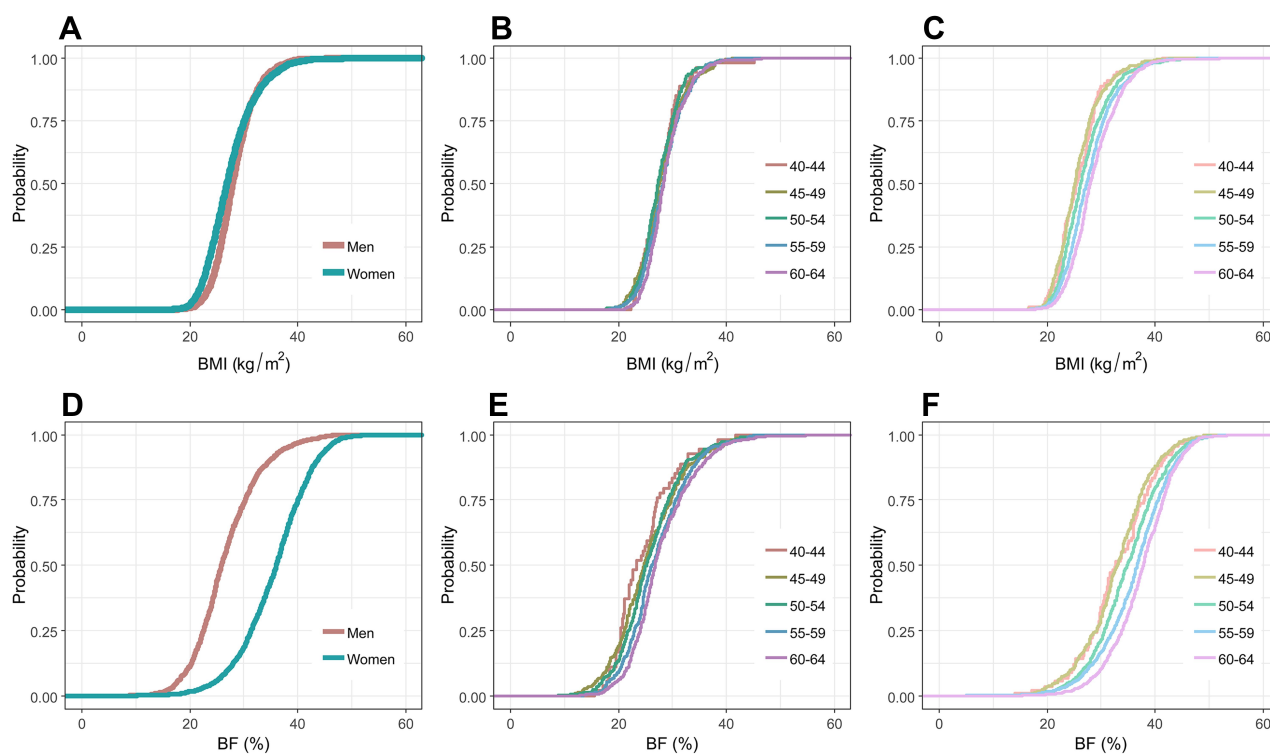 A
1.00
0.75
0.50
0.25
0.00
Probability
Men
Women
0 20 40 60
BMI (kg/m²)
B
1.00
0.75
0.50
0.25
0.00
Probability
40-44
45-49
50-54
55-59
60-64
0 20 40 60
BMI (kg/m²)
C
1.00
0.75
0.50
0.25
0.00
Probability
40-44
45-49
50-54
55-59
60-64
0 20 40 60
BMI (kg/m²)
D
1.00
0.75
0.50
0.25
0.00
Probability
Men
Women
0 20 40 60
BF (%)
E
1.00
0.75
0.50
0.25
0.00
Probability
40-44
45-49
50-54
55-59
60-64
0 20 40 60
BF (%)
F
1.00
0.75
0.50
0.25
0.00
Probability
40-44
45-49
50-54
55-59
60-64
0 20 40 60
BF (%)